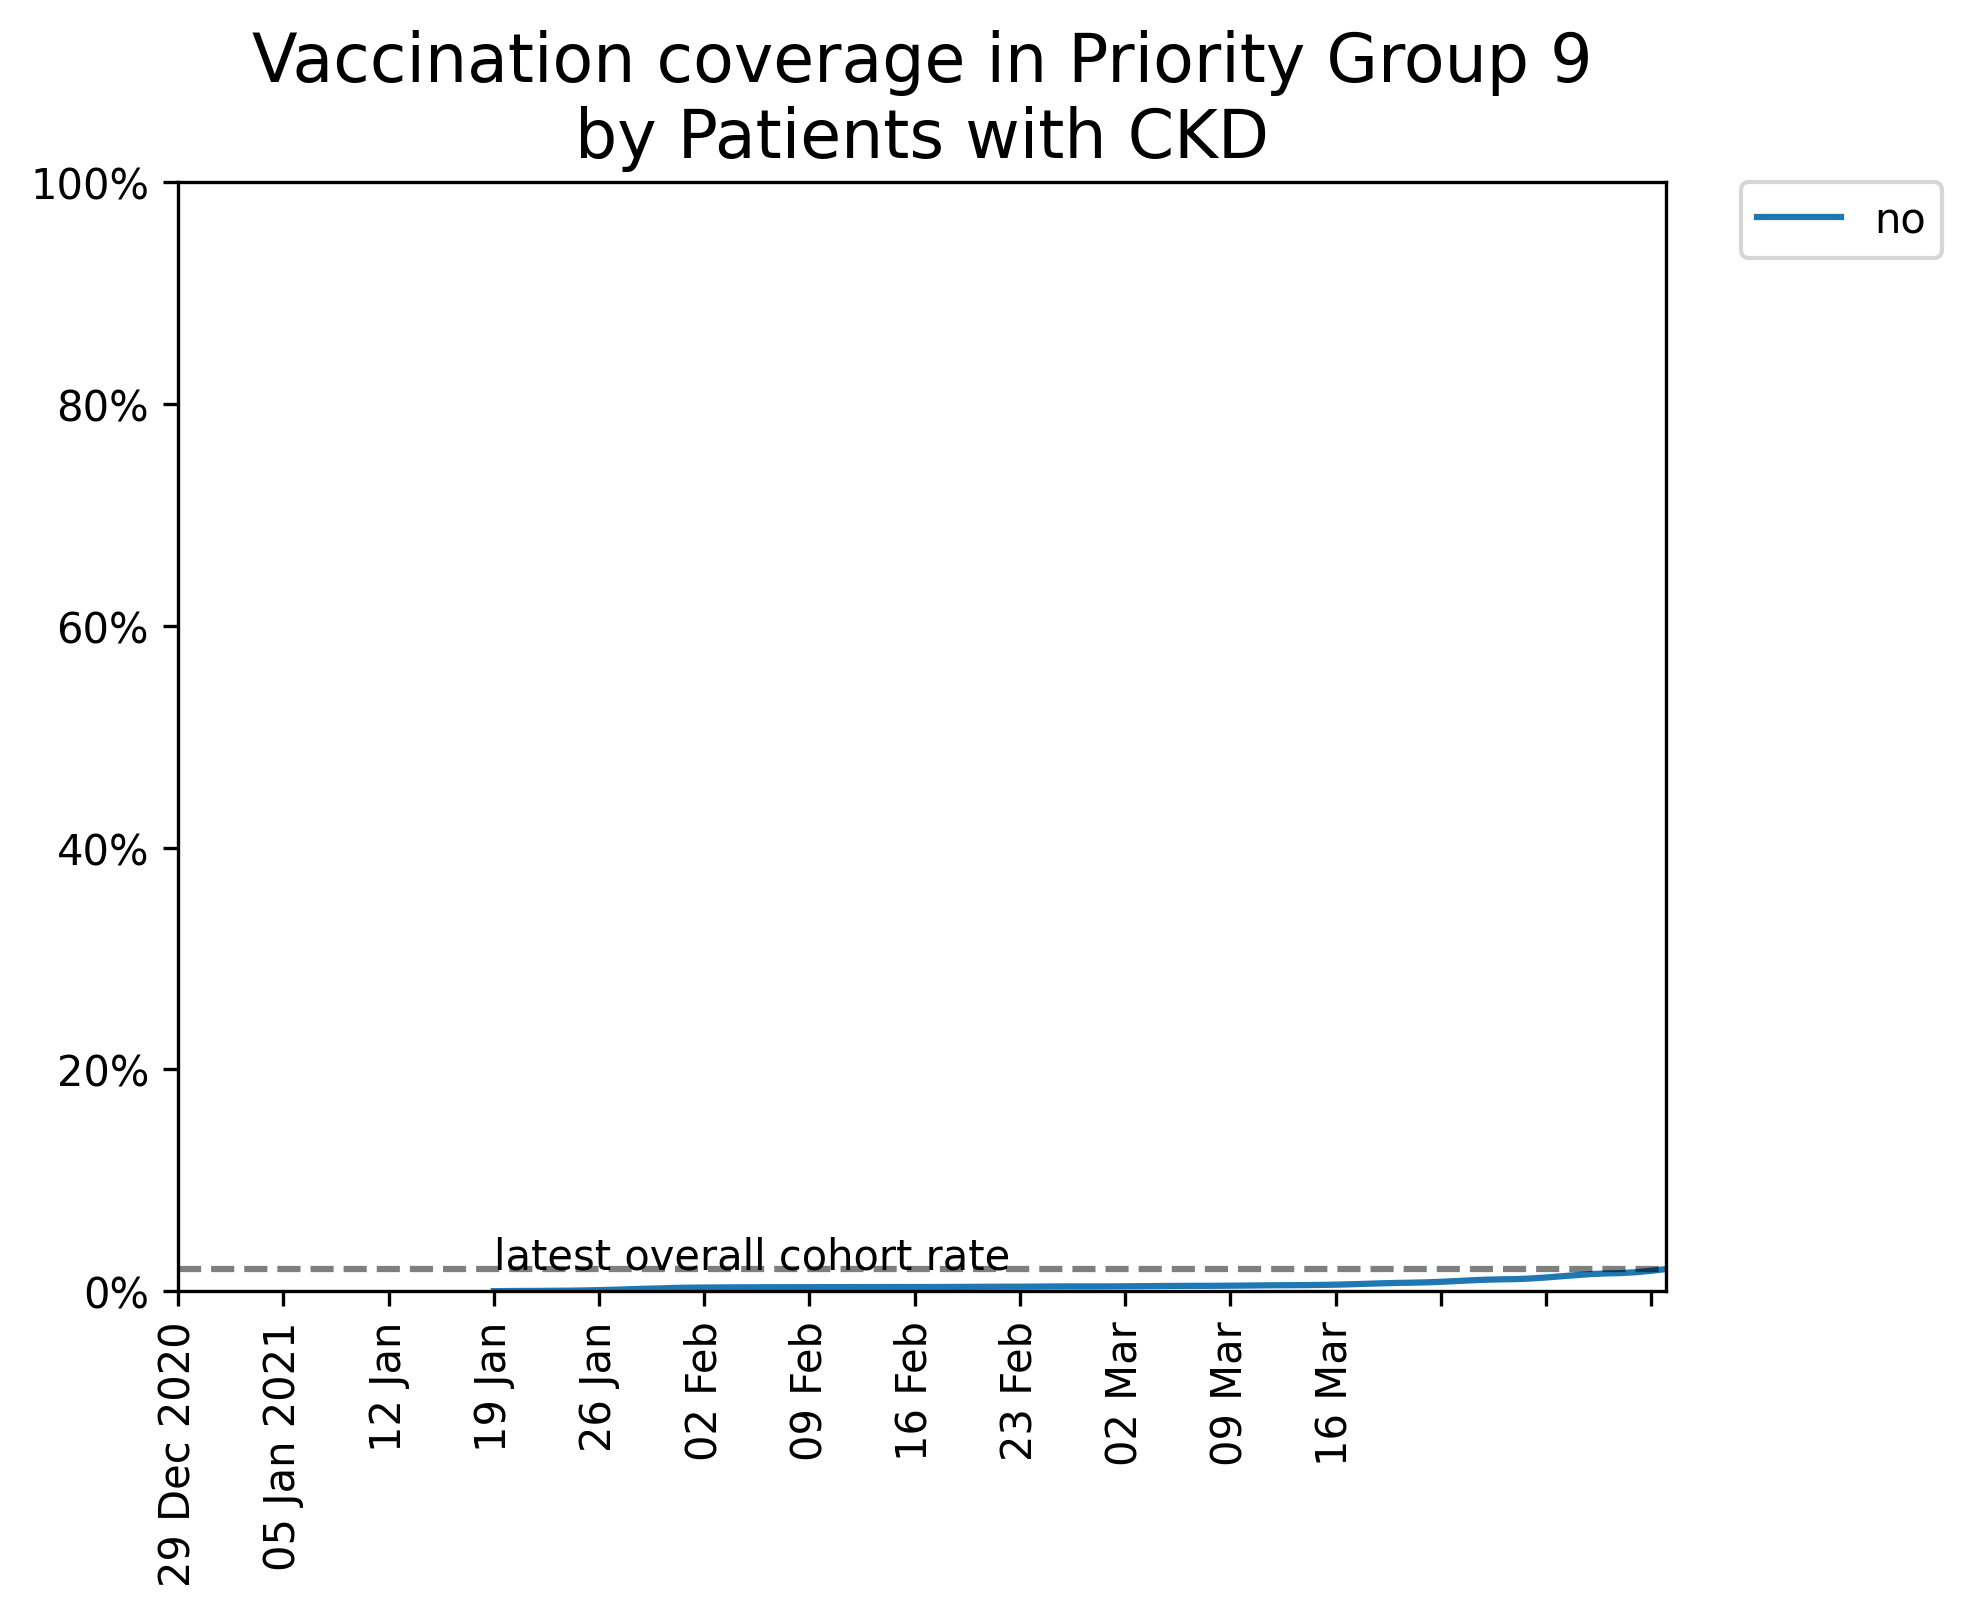 Vaccination coverage in Priority Group 9
by Patients with CKD
100%
80%
60%
40%
20%
0%
no
latest overall cohort rate
29 Dec 2020
05 Jan 2021
12 Jan
19 Jan
26 Jan
02 Feb
09 Feb
16 Feb
23 Feb
02 Mar
09 Mar
16 Mar